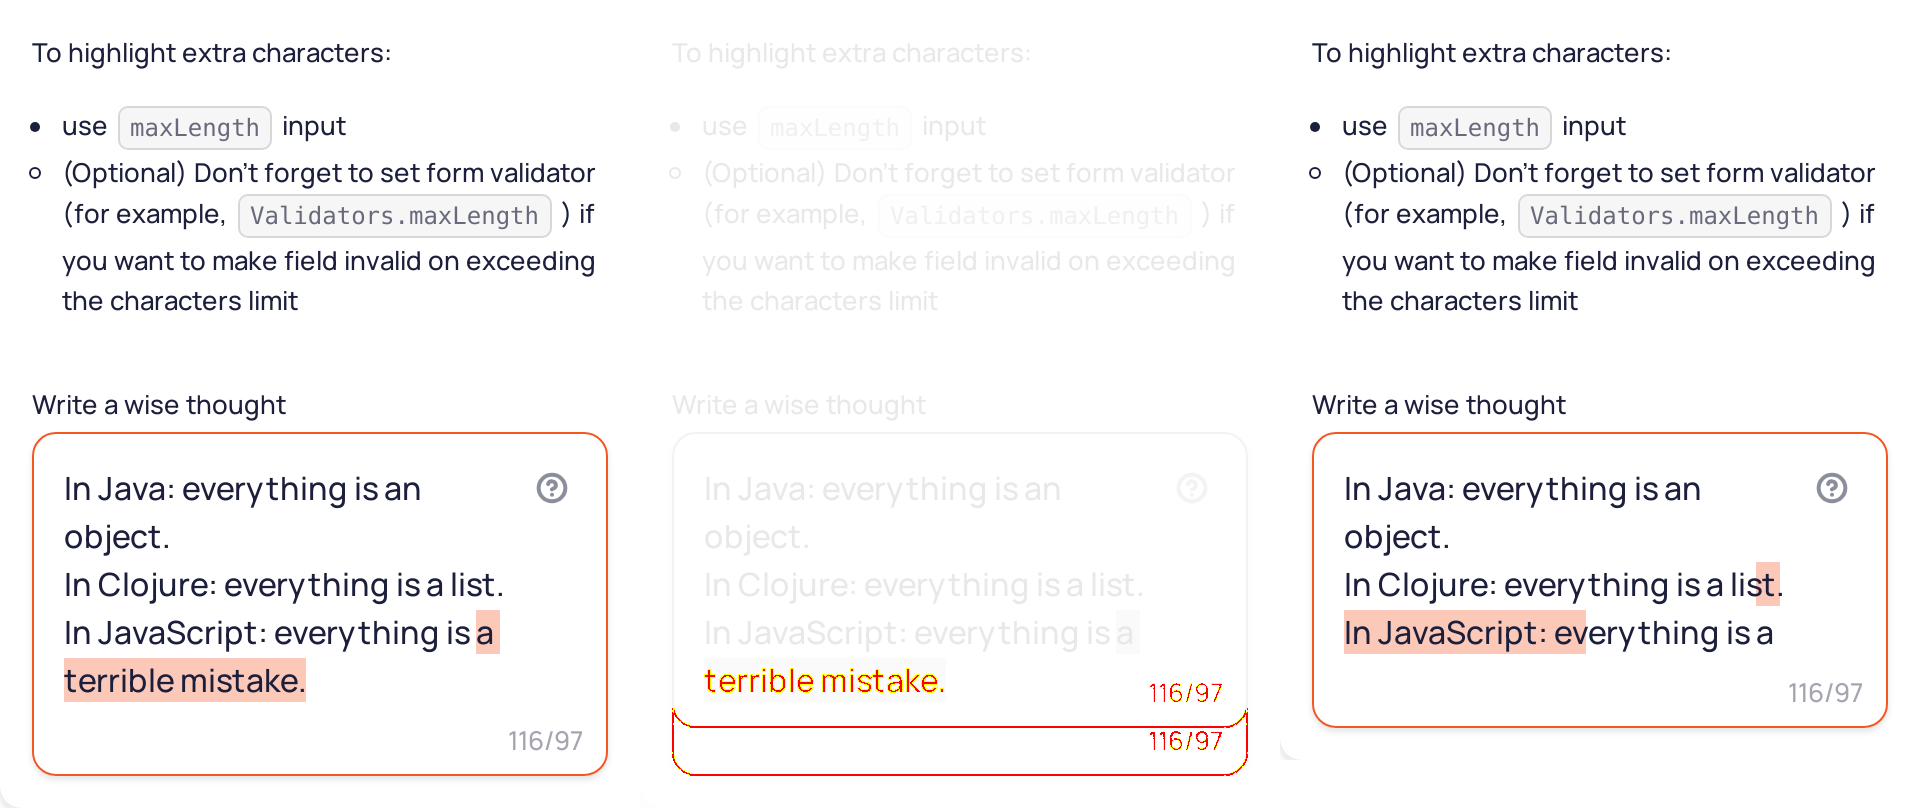 To highlight extra characters:
use maxLength input
(Optional) Don't forget to set form validator
(for example, Validators.maxLength ) if
you want to make field invalid on exceeding
the characters limit
Write a wise thought
In Java: everything is an
object.
In Clojure: everything is a list.
In JavaScript: everything is a
terrible mistake.
116/97
To highlight extra characters:
use maxLength input
(Optional) Don't forget to set form validator
(for example, Validators.maxLength ) if
you want to make field invalid on exceeding
the characters limit
Write a wise thought
In Java: everything is an
object.
In Clojure: everything is a list.
In JavaScript: everything is a
terrible mistake.
116/97
116/97
To highlight extra characters:
use maxLength input
(Optional) Don't forget to set form validator
(for example, Validators.maxLength ) if
you want to make field invalid on exceeding
the characters limit
Write a wise thought
In Java: everything is an
object.
In Clojure: everything is a list.
In JavaScript: everything is a
116/97